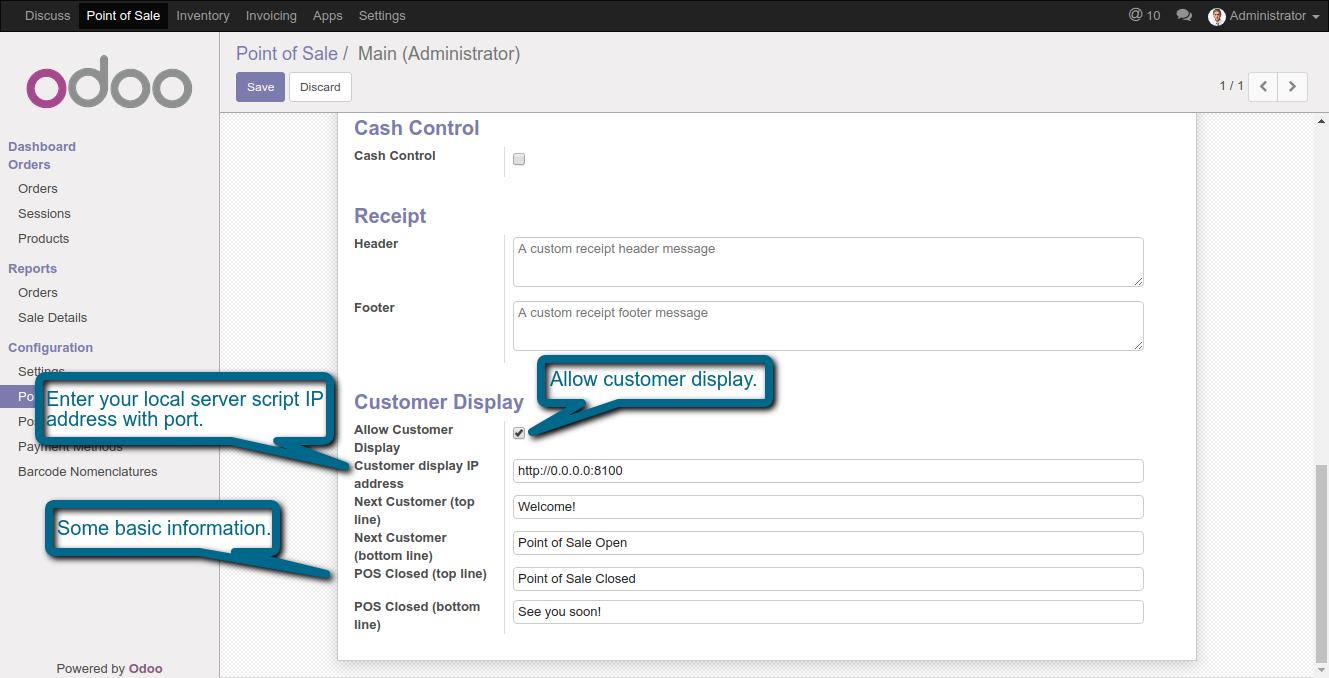 Discuss Point of Sale Inventory Invoicing Apps Settings @ 10 Administrator
odoo
Point of Sale / Main (Administrator)
Save Discard
1 / 1
Dashboard
Orders
Orders
Sessions
Products
Reports
Orders
Sale Details
Configuration
Settings
Po
Po
Payment Methods
Barcode Nomenclatures
Powered by Odoo
Cash Control
Cash Control
Receipt
Header
A custom receipt header message
Footer
A custom receipt footer message
Allow customer display.
Enter your local server script IP
address with port.
Customer Display
Allow Customer
Display
Customer display IP
address
http://0.0.0.0:8100
Some basic information.
Next Customer (top
line)
Welcome!
Next Customer
(bottom line)
Point of Sale Open
POS Closed (top line)
Point of Sale Closed
POS Closed (bottom
line)
See you soon!